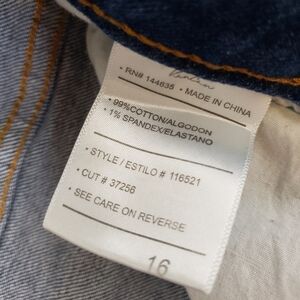 · RN# 144635 · MADE IN CHINA
· 99%COTTON/ALGODON
· 1% SPANDEX/ELASTANO
· STYLE / ESTILO # 116521
· CUT # 37256
· SEE CARE ON REVERSE
16